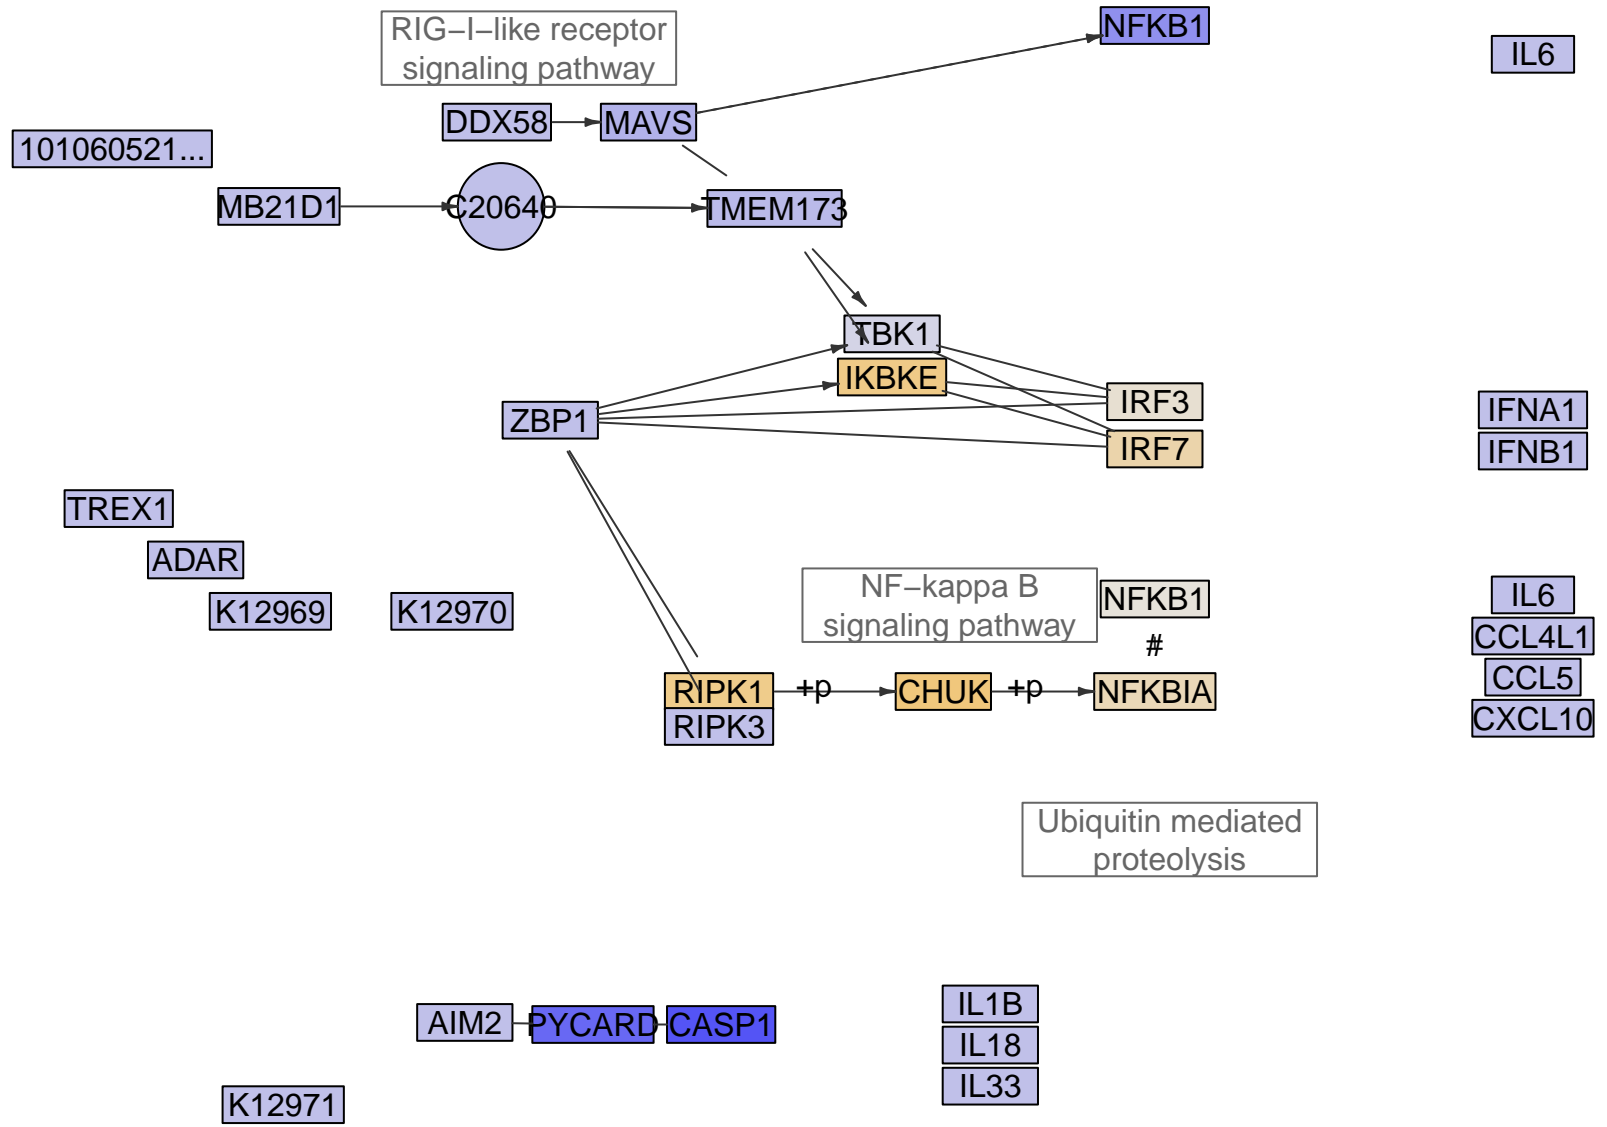 RIG−I−like receptor
signaling pathway
NFKB1
IL6
DDX58
MAVS
101060521...
MB21D1
C20640
TMEM173
TBK1
IKBKE
ZBP1
IRF3
IRF7
IFNA1
IFNB1
TREX1
ADAR
K12969
K12970
NF−kappa B
signaling pathway
NFKB1
#
IL6
CCL4L1
CCL5
CXCL10
RIPK1
+p
CHUK
+p
NFKBIA
RIPK3
Ubiquitin mediated
proteolysis
AIM2
PYCARD
CASP1
IL1B
IL18
IL33
K12971